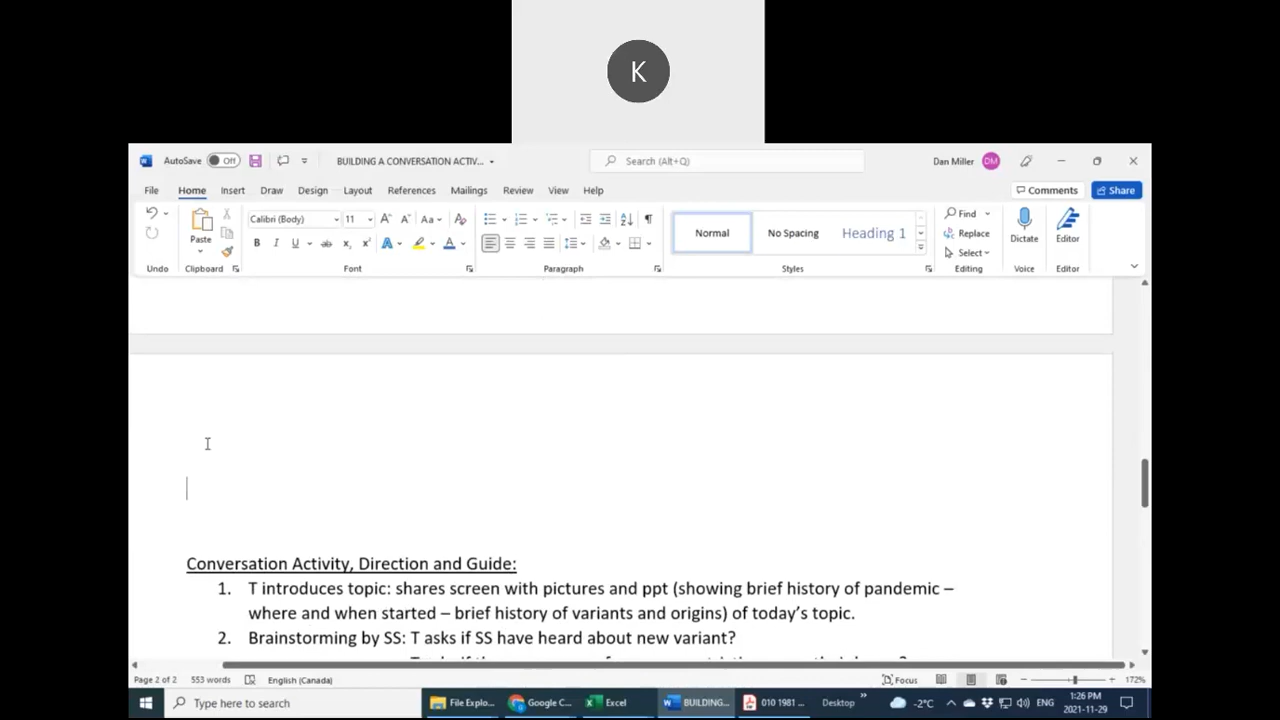 K
AutoSave Off BUILDING A CONVERSATION ACTIV... Search (Alt+Q) Dan Miller DM
File Home Insert Draw Design Layout References Mailings Review View Help Comments Share
Calibri (Body) 11 Aa Normal No Spacing Heading 1 Find
Paste Replace Dictate Editor
B I U ab x x A A Select
Undo Clipboard Font Paragraph Styles Editing Voice Editor
Conversation Activity, Direction and Guide:
1. T introduces topic: shares screen with pictures and ppt (showing brief history of pandemic –
where and when started – brief history of variants and origins) of today's topic.
2. Brainstorming by SS: T asks if SS have heard about new variant?
Page 2 of 2 553 words English (Canada) Focus 172%
Type here to search File Explo... Google C... Excel BUILDING... 010 1981 ... Desktop -2°C ENG 1:26 PM
2021-11-29